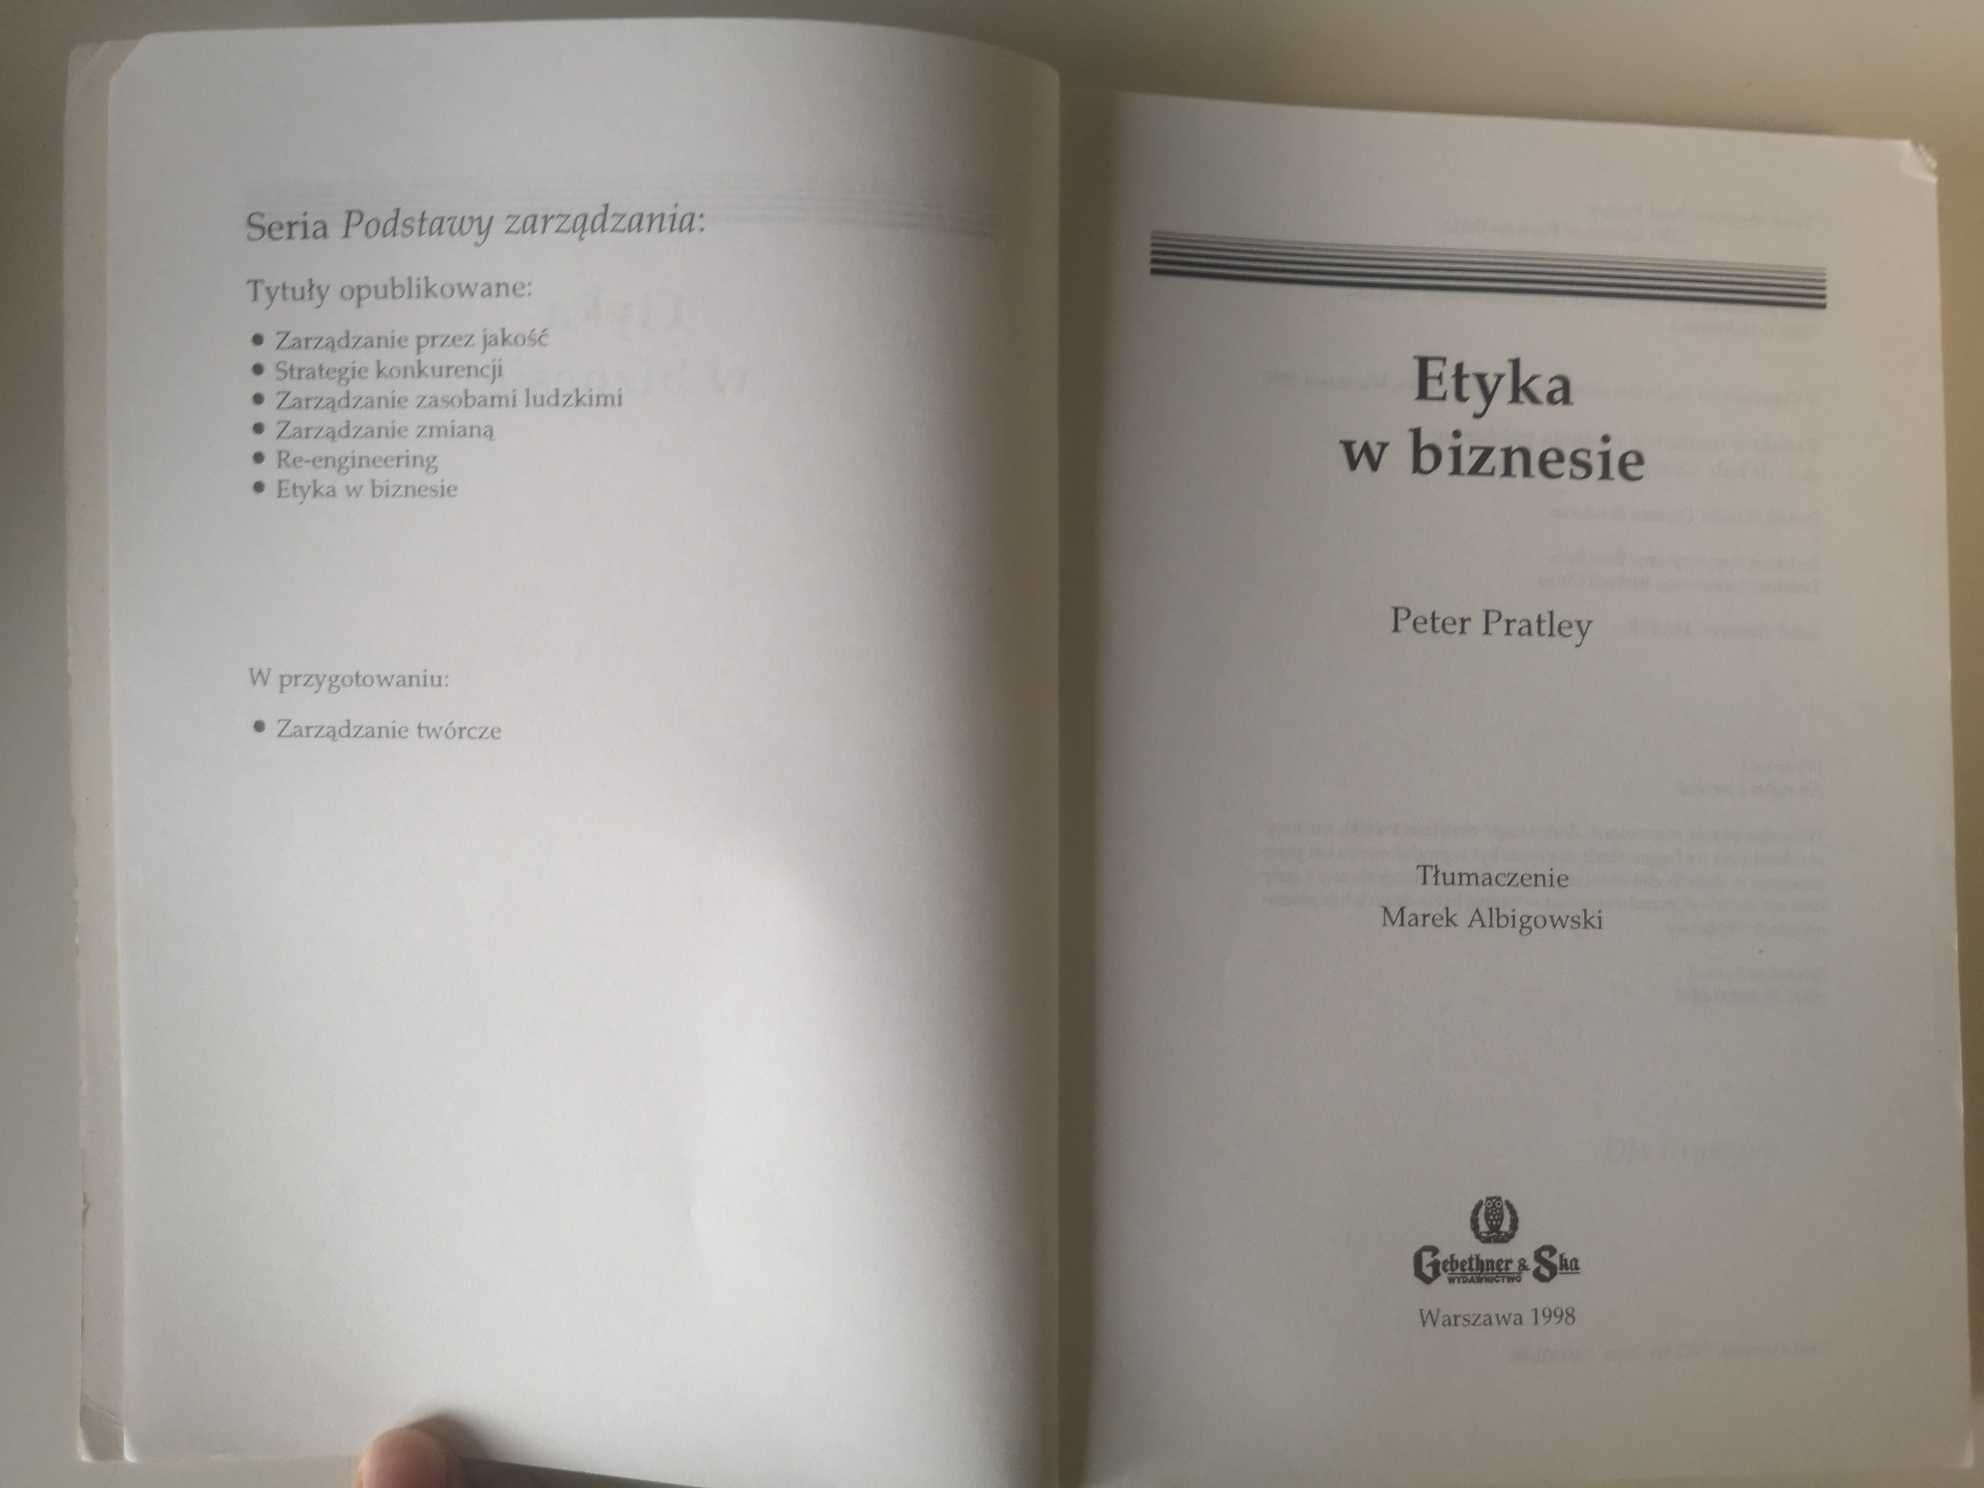 Seria Podstawy zarządzania:
Tytuły opublikowane:
• Zarządzanie przez jakość
• Strategie konkurencji
• Zarządzanie zasobami ludzkimi
• Zarządzanie zmianą
• Re-engineering
• Etyka w biznesie
W przygotowaniu:
• Zarządzanie twórcze
Etyka
w biznesie
Peter Pratley
Tłumaczenie
Marek Albigowski
Gebethner & Ska
WYDAWNICTWO
Warszawa 1998